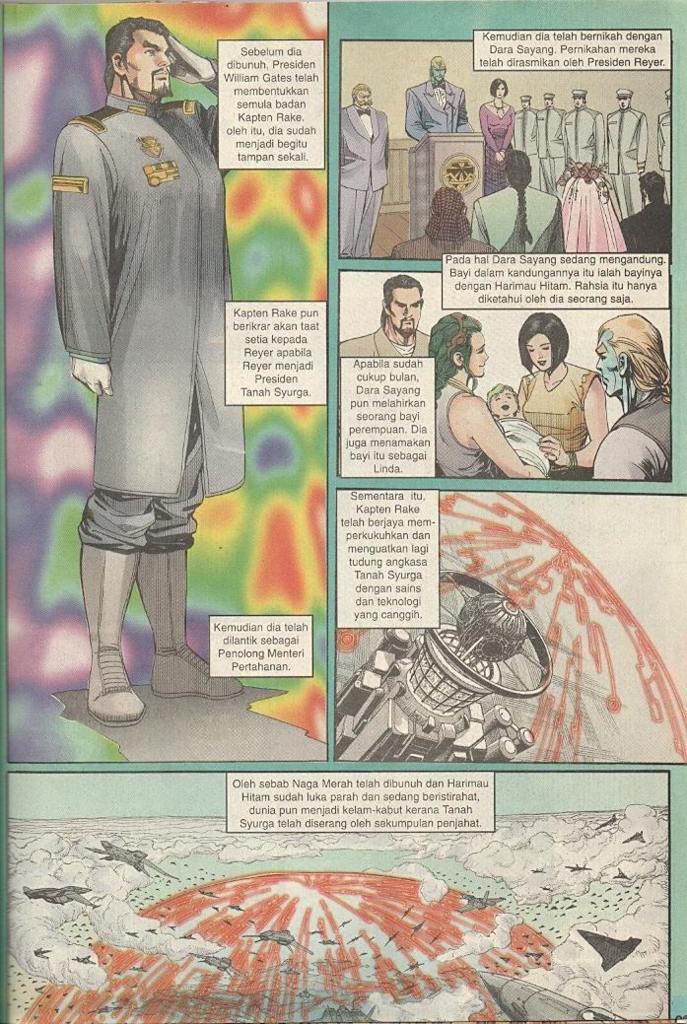 Sebelum dia
dibunuh, Presiden
William Gates telah
membentukkan
semula badan
Kapten Rake.
oleh itu, dia sudah
menjadi begitu
tampan sekali.
Kapten Rake pun
berikrar akan taat
setia kepada
Reyer apabila
Reyer menjadi
Presiden
Tanah Syurga.
Kemudian dia telah
dilantik sebagai
Penolong Menteri
Pertahanan.
Kemudian dia telah bernikah dengan
Dara Sayang. Pernikahan mereka
telah dirasmikan oleh Presiden Reyer.
Pada hal Dara Sayang sedang mengandung.
Bayi dalam kandungannya itu ialah bayinya
dengan Harimau Hitam. Rahsia itu hanya
diketahui oleh dia seorang saja.
Apabila sudah
cukup bulan,
Dara Sayang
pun melahirkan
seorang bayi
perempuan. Dia
juga menamakan
bayi itu sebagai
Linda.
Sementara itu,
Kapten Rake
telah berjaya mem-
perkukuhkan dan
menguatkan lagi
tudung angkasa
Tanah Syurga
dengan sains
dan teknologi
yang canggih.
Oleh sebab Naga Merah telah dibunuh dan Harimau
Hitam sudah luka parah dan sedang beristirahat,
dunia pun menjadi kelam-kabut kerana Tanah
Syurga telah diserang oleh sekumpulan penjahat.